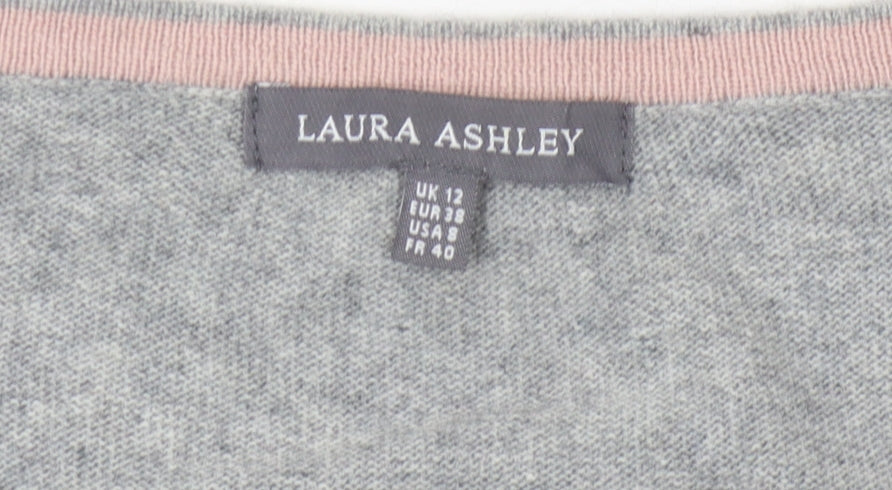 LAURA ASHLEY
UK 12
EUR 38
USA 8
FR 40